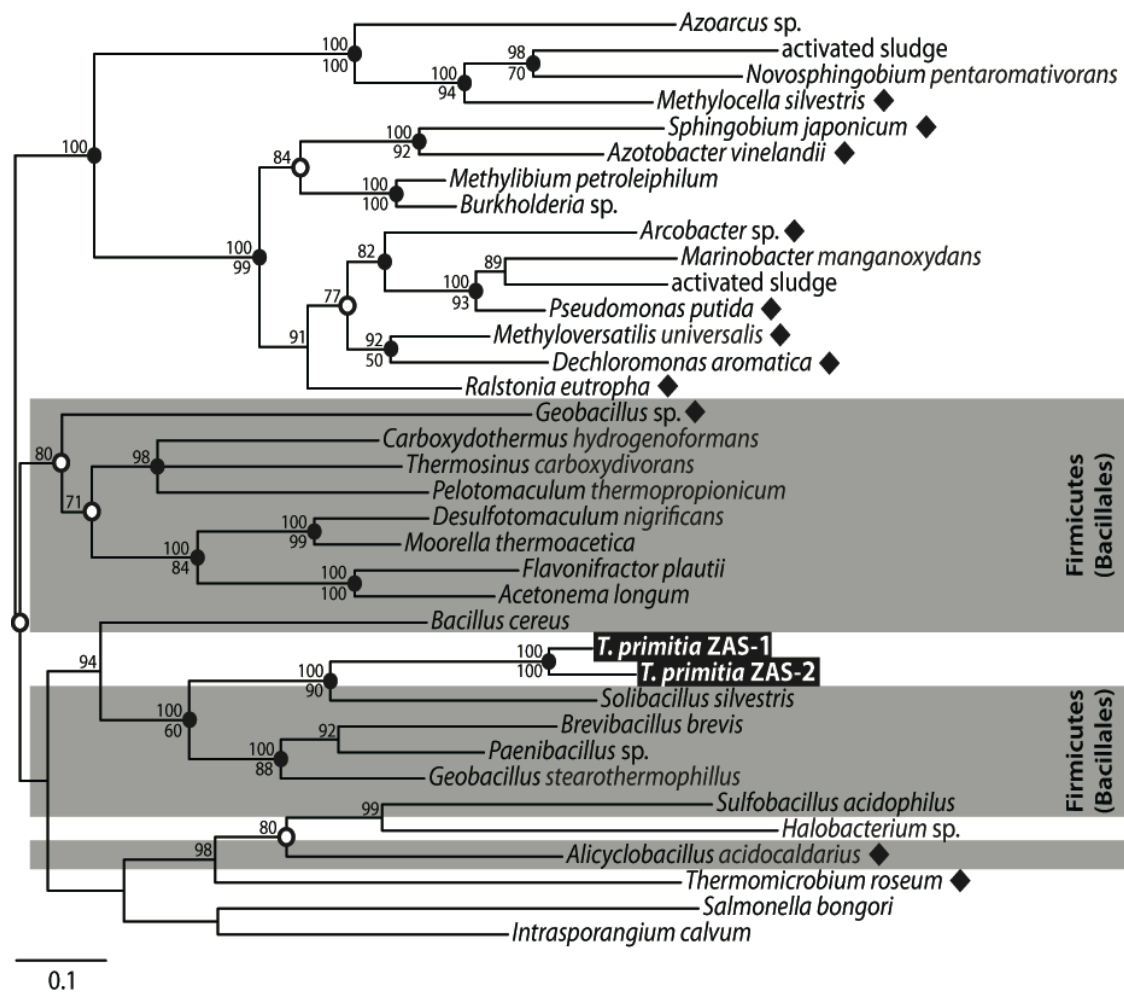 Azoarcus sp.
100
100
98
activated sludge
70
Novosphingobium pentaromativorans
100
94
Methylocella silvestris
100
Sphingobium japonicum
100
92
Azotobacter vinelandii
84
Methylibium petroleiphilum
100
100
Burkholderia sp.
Arcobacter sp.
82
100
99
Marinobacter manganoxydans
89
activated sludge
100
93
Pseudomonas putida
77
Methyloversatilis universalis
91
92
50
Dechloromonas aromatica
Ralstonia eutropha
Geobacillus sp.
80
Carboxydothermus hydrogenoformans
98
Thermosinus carboxydivorans
Pelotomaculum thermopropionicum
71
Desulfotomaculum nigrificans
100
99
Moorella thermoacetica
100
84
Flavonifractor plautii
100
100
Acetonema longum
Firmicutes
(Bacillales)
Bacillus cereus
T. primitia ZAS-1
100
100
T. primitia ZAS-2
94
100
90
Solibacillus silvestris
100
60
Brevibacillus brevis
92
Paenibacillus sp.
100
88
Geobacillus stearothermophillus
Firmicutes
(Bacillales)
Sulfobacillus acidophilus
99
Halobacterium sp.
80
Alicyclobacillus acidocaldarius
98
Thermomicrobium roseum
Salmonella bongori
Intrasporangium calvum
0.1